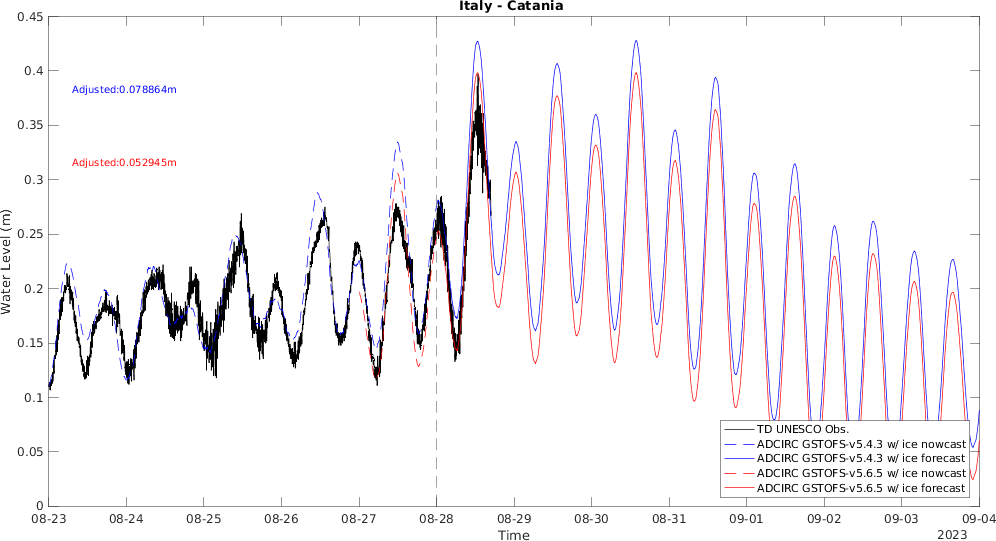 Italy - Catania
0.45
0.4
0.35
0.3
0.25
0.2
0.15
0.1
0.05
0
Water Level (m)
Adjusted:0.078864m
Adjusted:0.052945m
TD UNESCO Obs.
ADCIRC GSTOFS-v5.4.3 w/ ice nowcast
ADCIRC GSTOFS-v5.4.3 w/ ice forecast
ADCIRC GSTOFS-v5.6.5 w/ ice nowcast
ADCIRC GSTOFS-v5.6.5 w/ ice forecast
08-23 08-24 08-25 08-26 08-27 08-28 08-29 08-30 08-31 09-01 09-02 09-03 09-04
Time
2023